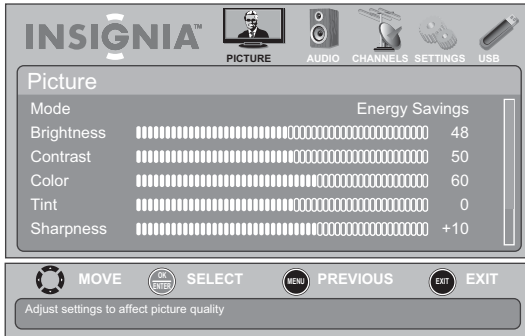 INSIGNIA™
PICTURE AUDIO CHANNELS SETTINGS USB
Picture
Mode Energy Savings
Brightness 48
Contrast 50
Color 60
Tint 0
Sharpness +10
MOVE OK ENTER SELECT MENU PREVIOUS EXIT EXIT
Adjust settings to affect picture quality